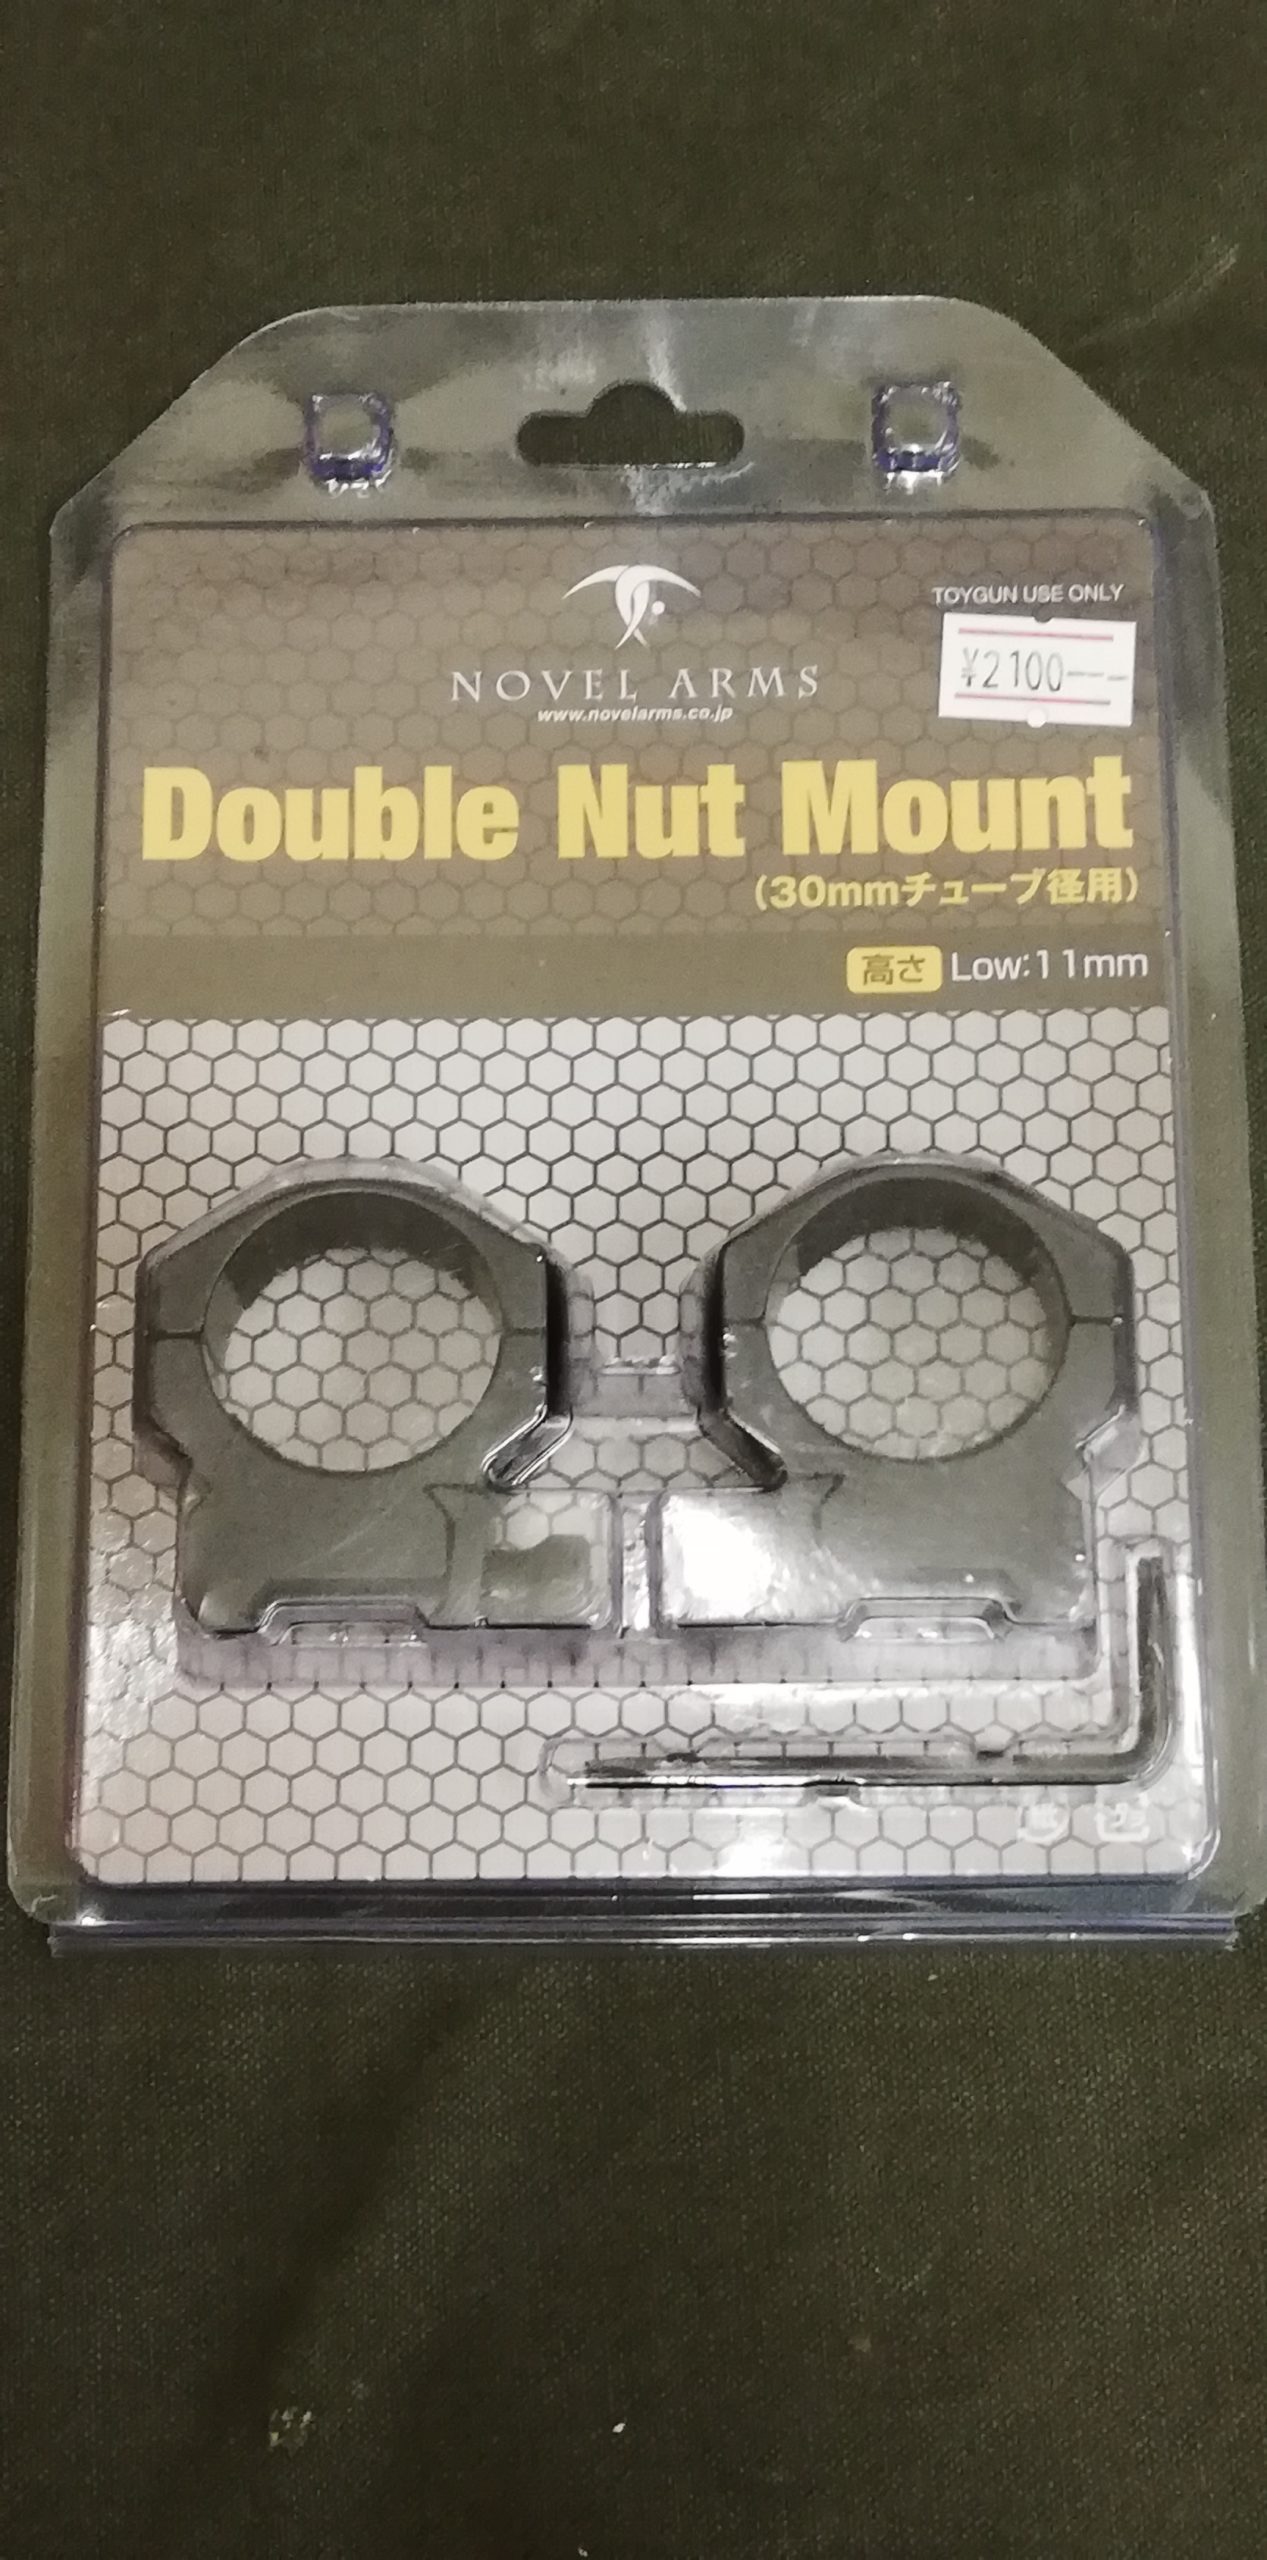 TOYGUN USE ONLY
¥2100
NOVEL ARMS
www.novelarms.co.jp
Double Nut Mount
(30mmチューブ径用)
高さ Low:11mm